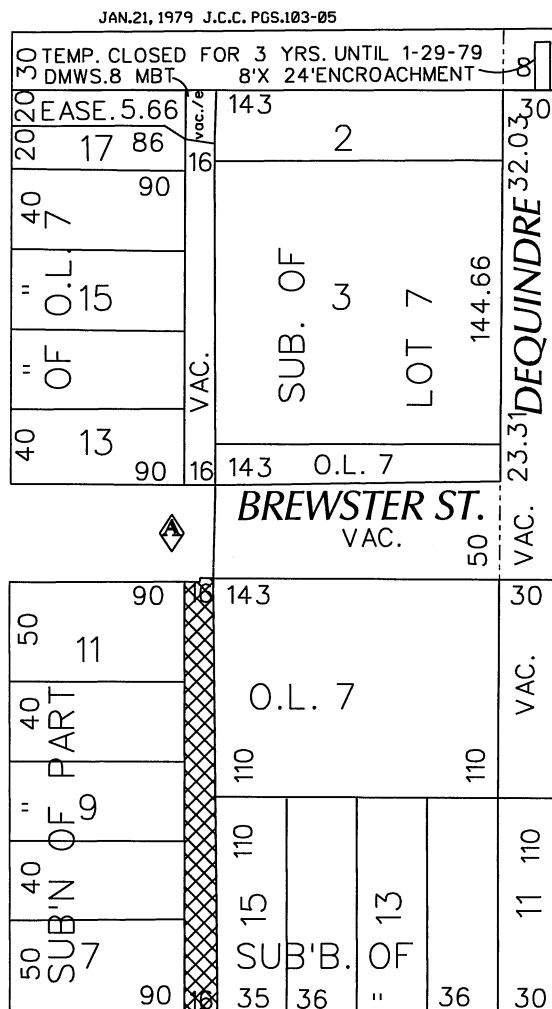 JAN.21, 1979 J.C.C. PGS.103-05
30 TEMP. CLOSED FOR 3 YRS. UNTIL 1-29-79
DMWS.8 MBT 8'X 24'ENCROACHMENT 8
20 EASE. 5.66 vac./e 143 30
20 17 86 16 2 32.03
90
40 7
DEQUINDRE
" O.L. 15 SUB. OF 3 LOT 7 144.66
" OF VAC.
40 13 23.31
90 16 143 O.L. 7
BREWSTER ST.
A VAC. 50 VAC.
90 16 143 30
50 11
40 O.L. 7 VAC.
SUB'N OF PART
110 110
" 9
40 110 110
15 13 11
50 7 SUB'B. OF
90 16 35 36 " 36 30